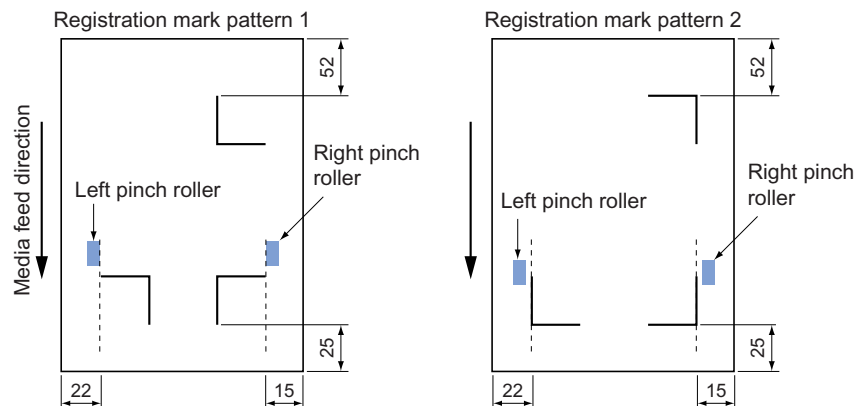 Registration mark pattern 1
52
Right pinch
roller
Left pinch roller
Media feed direction
25
22
15
Registration mark pattern 2
52
Right pinch
roller
Left pinch roller
25
22
15